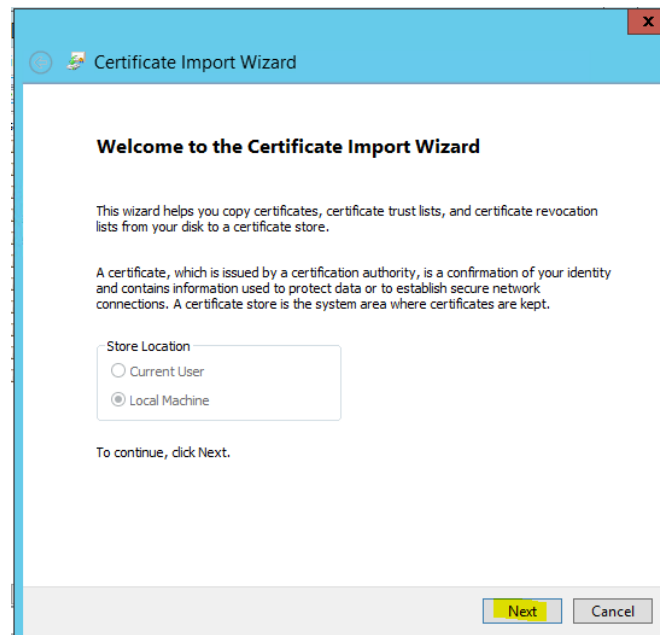 x
Certificate Import Wizard
Welcome to the Certificate Import Wizard
This wizard helps you copy certificates, certificate trust lists, and certificate revocation
lists from your disk to a certificate store.
A certificate, which is issued by a certification authority, is a confirmation of your identity
and contains information used to protect data or to establish secure network
connections. A certificate store is the system area where certificates are kept.
Store Location
Current User
Local Machine
To continue, click Next.
Next Cancel